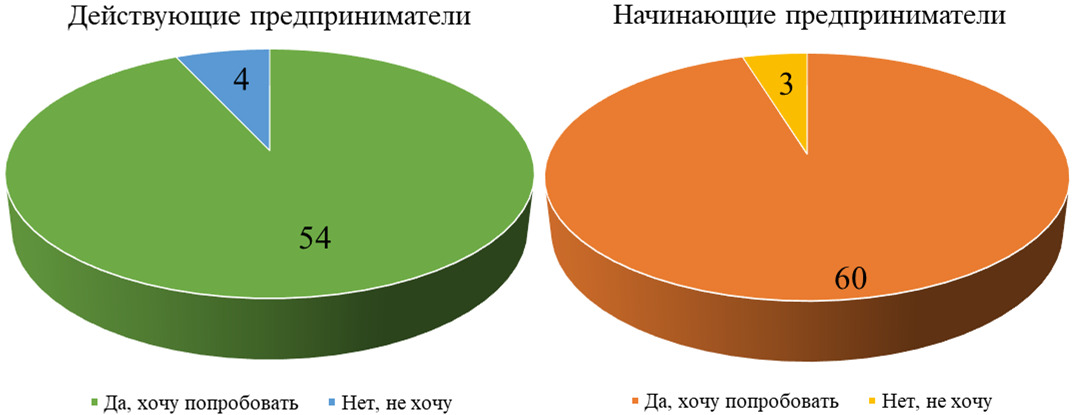 Действующие предприниматели
4
54
Да, хочу попробовать
Нет, не хочу
Начинающие предприниматели
3
60
Да, хочу попробовать
Нет, не хочу